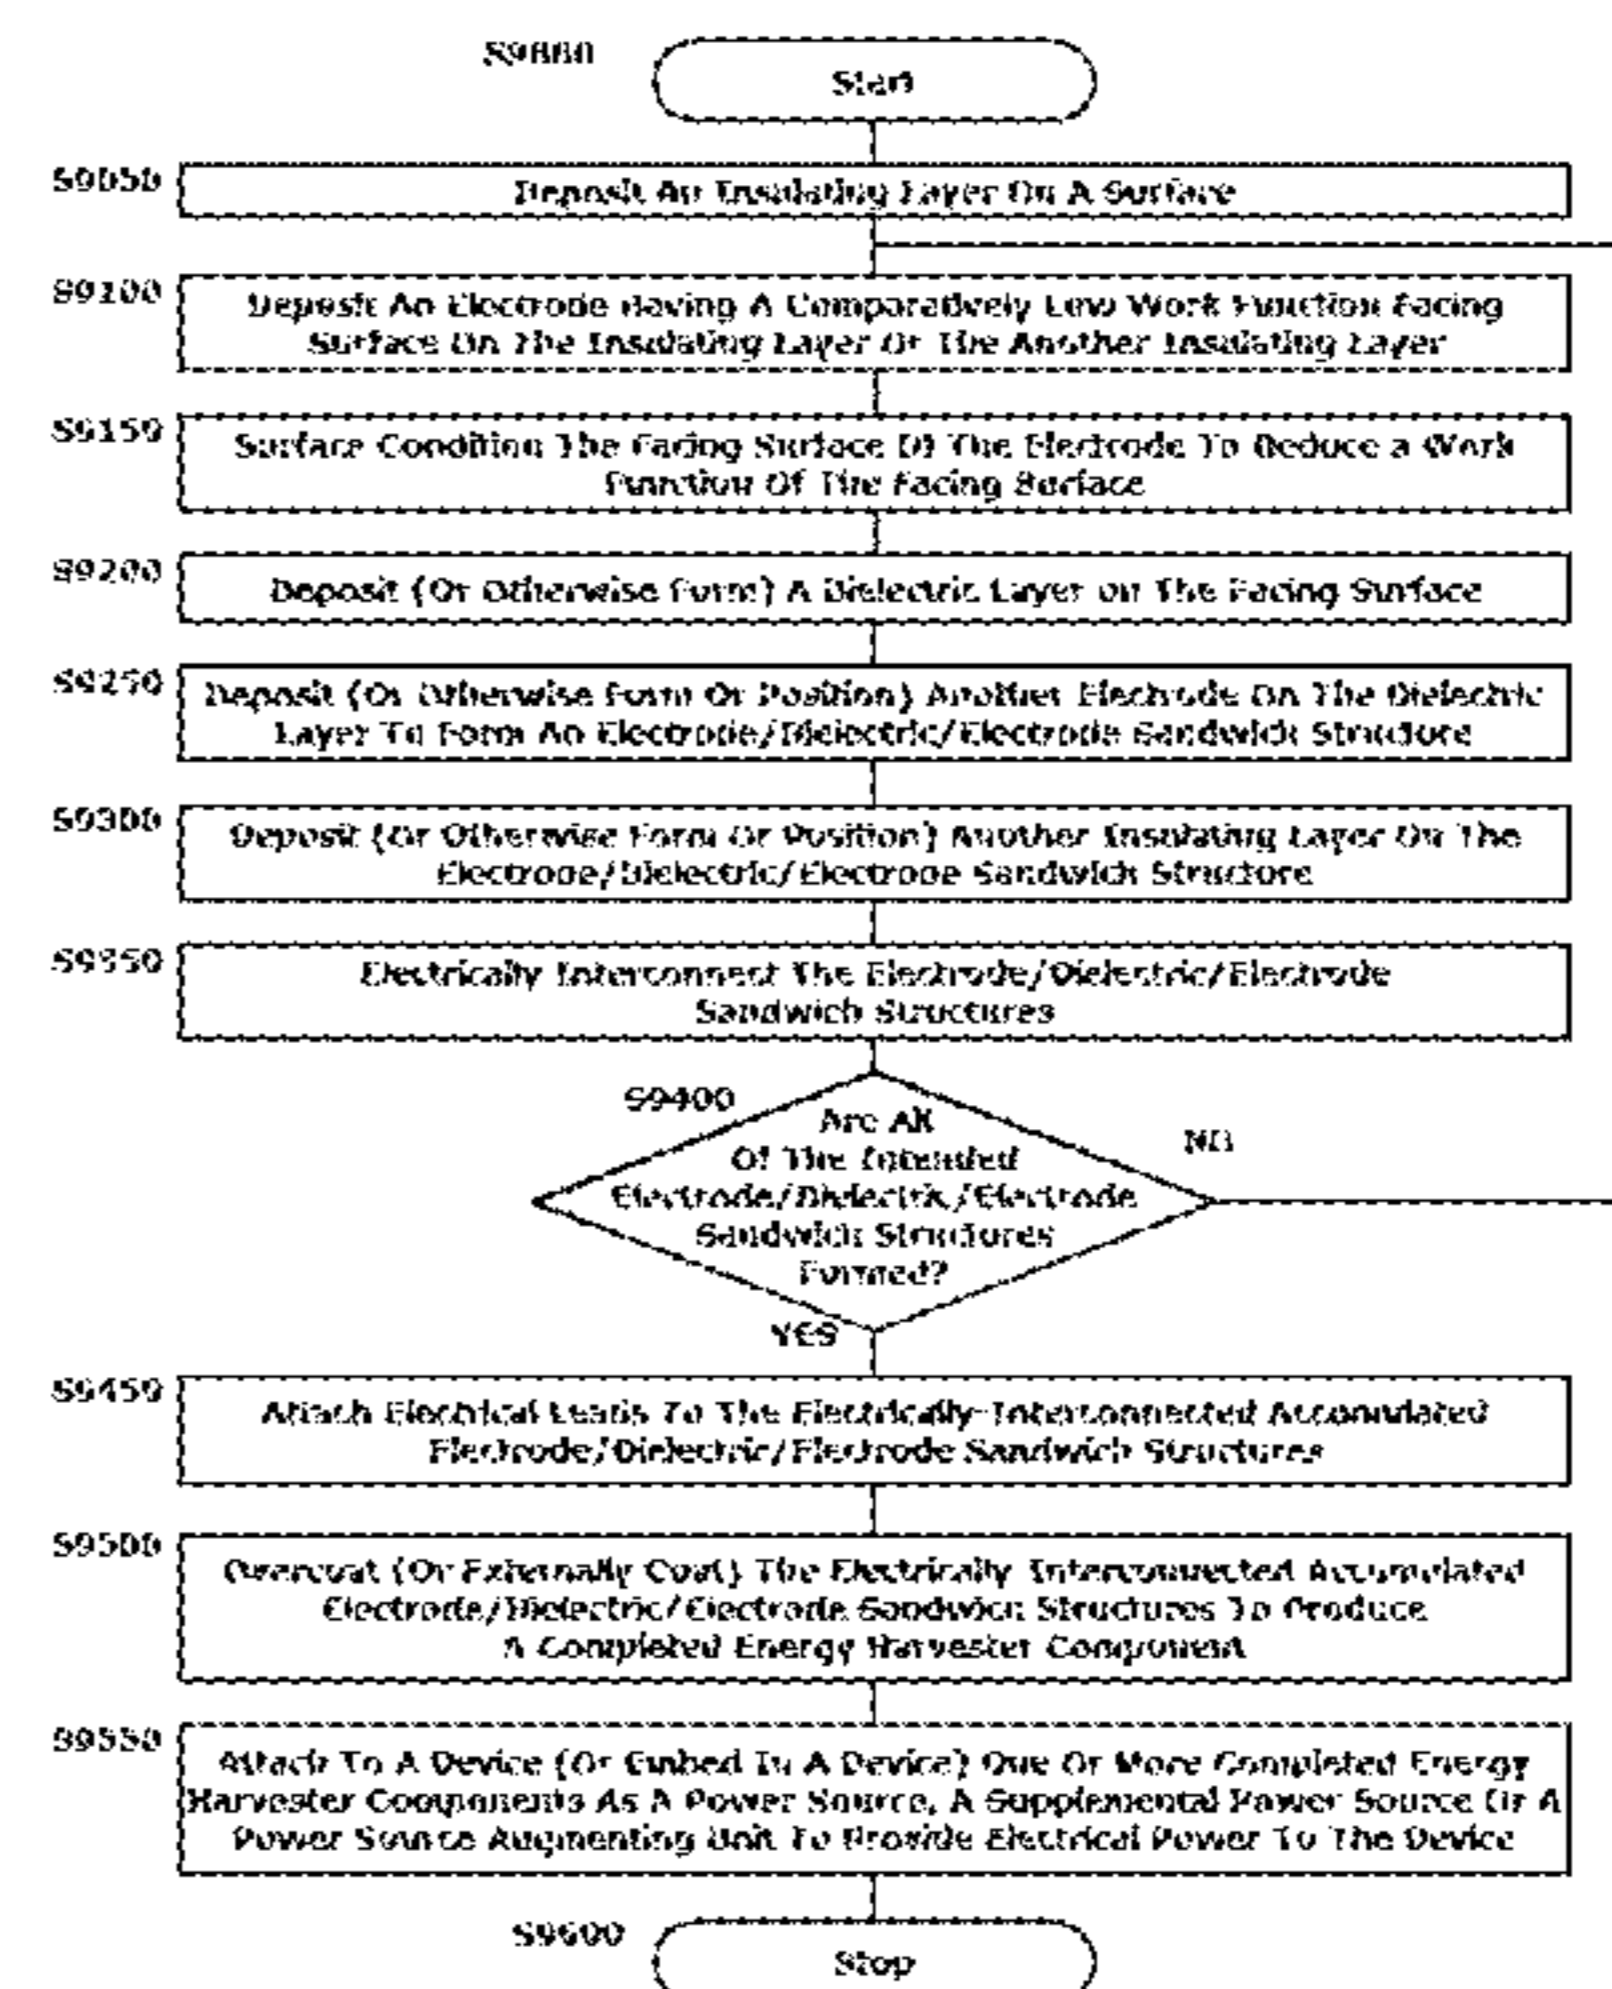 S9000
Start
S9050
Deposit An Insulating Layer On A Surface
S9100
Deposit An Electrode Having A Comparatively Low Work Function Facing
Surface On The Insulating Layer Or The Another Insulating Layer
S9150
Surface Condition The Facing Surface Of The Electrode To Reduce a Work
Function Of The Facing Surface
S9200
Deposit (Or Otherwise Form) A Dielectric Layer on The Facing Surface
S9250
Deposit (Or Otherwise Form Or Position) Another Electrode On The Dielectric
Layer To Form An Electrode/Dielectric/Electrode Sandwich Structure
S9300
Deposit (Or Otherwise Form Or Position) Another Insulating Layer On The
Electrode/Dielectric/Electrode Sandwich Structure
S9350
Electrically Interconnect The Electrode/Dielectric/Electrode
Sandwich Structures
S9400
Are All
Of The Intended
Electrode/Dielectric/Electrode
Sandwich Structures
Formed?
NO
YES
S9450
Attach Electrical Leads To The Electrically-Interconnected Accumulated
Electrode/Dielectric/Electrode Sandwich Structures
S9500
Overcoat (Or Externally Coat) The Electrically Interconnected Accumulated
Electrode/Dielectric/Electrode Sandwich Structures To Produce
A Completed Energy Harvester Component
S9550
Attach To A Device (Or Embed In A Device) One Or More Completed Energy
Harvester Components As A Power Source, A Supplemental Power Source Or A
Power Source Augmenting Unit To Provide Electrical Power To The Device
S9600
Stop